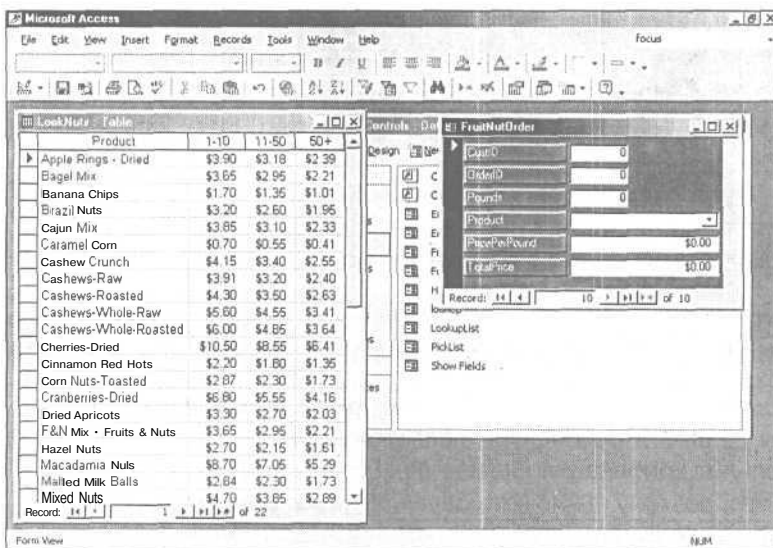 Microsoft Access
File Edit View Insert Format Records Tools Window Help focus
B I U
LookNuts : Table
Product 1-10 11-50 50+
Apple Rings - Dried $3.90 $3.18 $2.39
Bagel Mix $3.65 $2.95 $2.21
Banana Chips $1.70 $1.35 $1.01
Brazil Nuts $3.20 $2.60 $1.95
Cajun Mix $3.85 $3.10 $2.33
Caramel Corn $0.70 $0.55 $0.41
Cashew Crunch $4.15 $3.40 $2.55
Cashews-Raw $3.91 $3.20 $2.40
Cashews-Roasted $4.30 $3.50 $2.63
Cashews-Whole-Raw $5.60 $4.55 $3.41
Cashews-Whole-Roasted $6.00 $4.85 $3.64
Cherries-Dried $10.50 $8.55 $6.41
Cinnamon Red Hots $2.20 $1.80 $1.35
Corn Nuts-Toasted $2.87 $2.30 $1.73
Cranberries-Dried $6.80 $5.55 $4.16
Dried Apricots $3.30 $2.70 $2.03
F&N Mix • Fruits & Nuts $3.65 $2.95 $2.21
Hazel Nuts $2.70 $2.15 $1.61
Macadamia Nuls $8.70 $7.05 $5.29
Malled Milk Balls $2.84 $2.30 $1.73
Mixed Nuts $4.70 $3.85 $2.89
Record: 1 of 22
ontrols : Dat
Design Nev
C
C
Er
Er
Fr
Fr
H
lookup
LookupList
PickList
Show Fields
FruitNutOrder
CustID 0
OrderID 0
Pounds 0
Product
PricePerPound $0.00
TotalPrice $0.00
Record: 10 of 10
Form View NUM